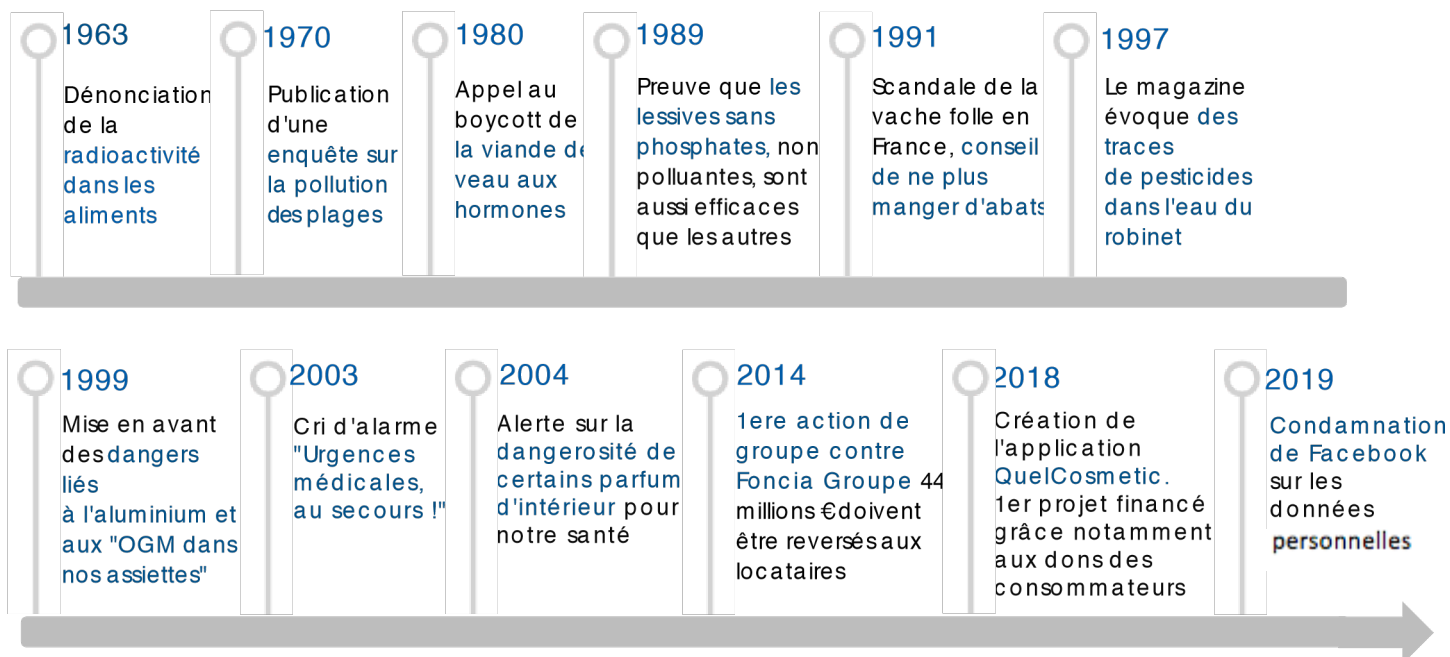 1963
Dénonciation
de la
radioactivité
dans les
aliments
1970
Publication
d'une
enquête sur
la pollution
des plages
1980
Appel au
boycott de
la viande de
veau aux
hormones
1989
Preuve que les
lessives sans
phosphates, non
polluantes, sont
aussi efficaces
que les autres
1991
Scandale de la
vache folle en
France, conseil
de ne plus
manger d'abats
1997
Le magazine
évoque des
traces
de pesticides
dans l'eau du
robinet
1999
Mise en avant
des dangers
liés
à l'aluminium et
aux "OGM dans
nos assiettes"
2003
Cri d'alarme
"Urgences
médicales,
au secours !"
2004
Alerte sur la
dangerosité de
certains parfum
d'intérieur pour
notre santé
2014
1ere action de
groupe contre
Foncia Groupe 44
millions € doivent
être reversés aux
locataires
2018
Création de
l'application
QuelCosmetic.
1er projet financé
grâce notamment
aux dons des
consommateurs
2019
Condamnation
de Facebook
sur les
données
personnelles